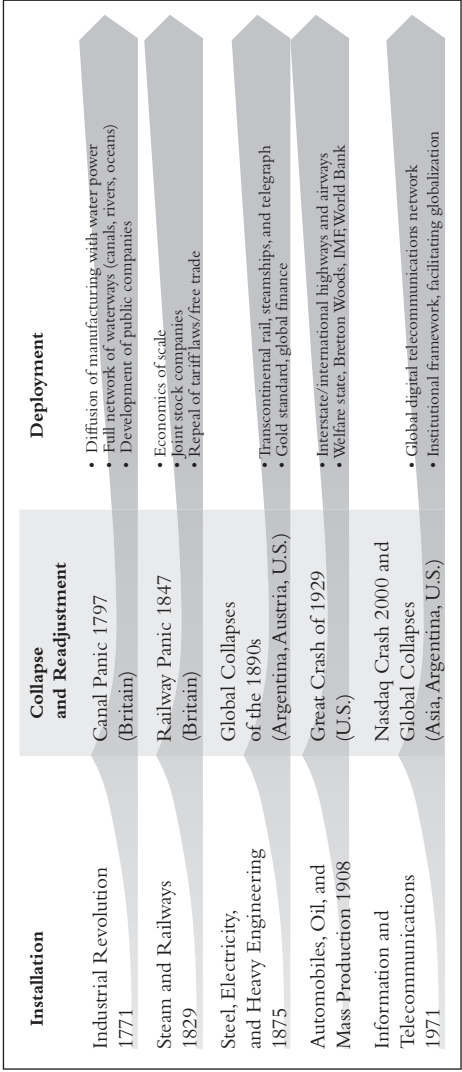 Installation
Collapse
and Readjustment
Deployment
Industrial Revolution
1771
Canal Panic 1797
(Britain)
• Diffusion of manufacturing with water power
• Full network of waterways (canals, rivers, oceans)
• Development of public companies
Steam and Railways
1829
Railway Panic 1847
(Britain)
• Economics of scale
• Joint stock companies
• Repeal of tariff laws/free trade
Steel, Electricity,
and Heavy Engineering
1875
Global Collapses
of the 1890s
(Argentina, Austria, U.S.)
• Transcontinental rail, steamships, and telegraph
• Gold standard, global finance
Automobiles, Oil, and
Mass Production 1908
Great Crash of 1929
(U.S.)
• Interstate/international highways and airways
• Welfare state, Bretton Woods, IMF, World Bank
Information and
Telecommunications
1971
Nasdaq Crash 2000 and
Global Collapses
(Asia, Argentina, U.S.)
• Global digital telecommunications network
• Institutional framework, facilitating globalization